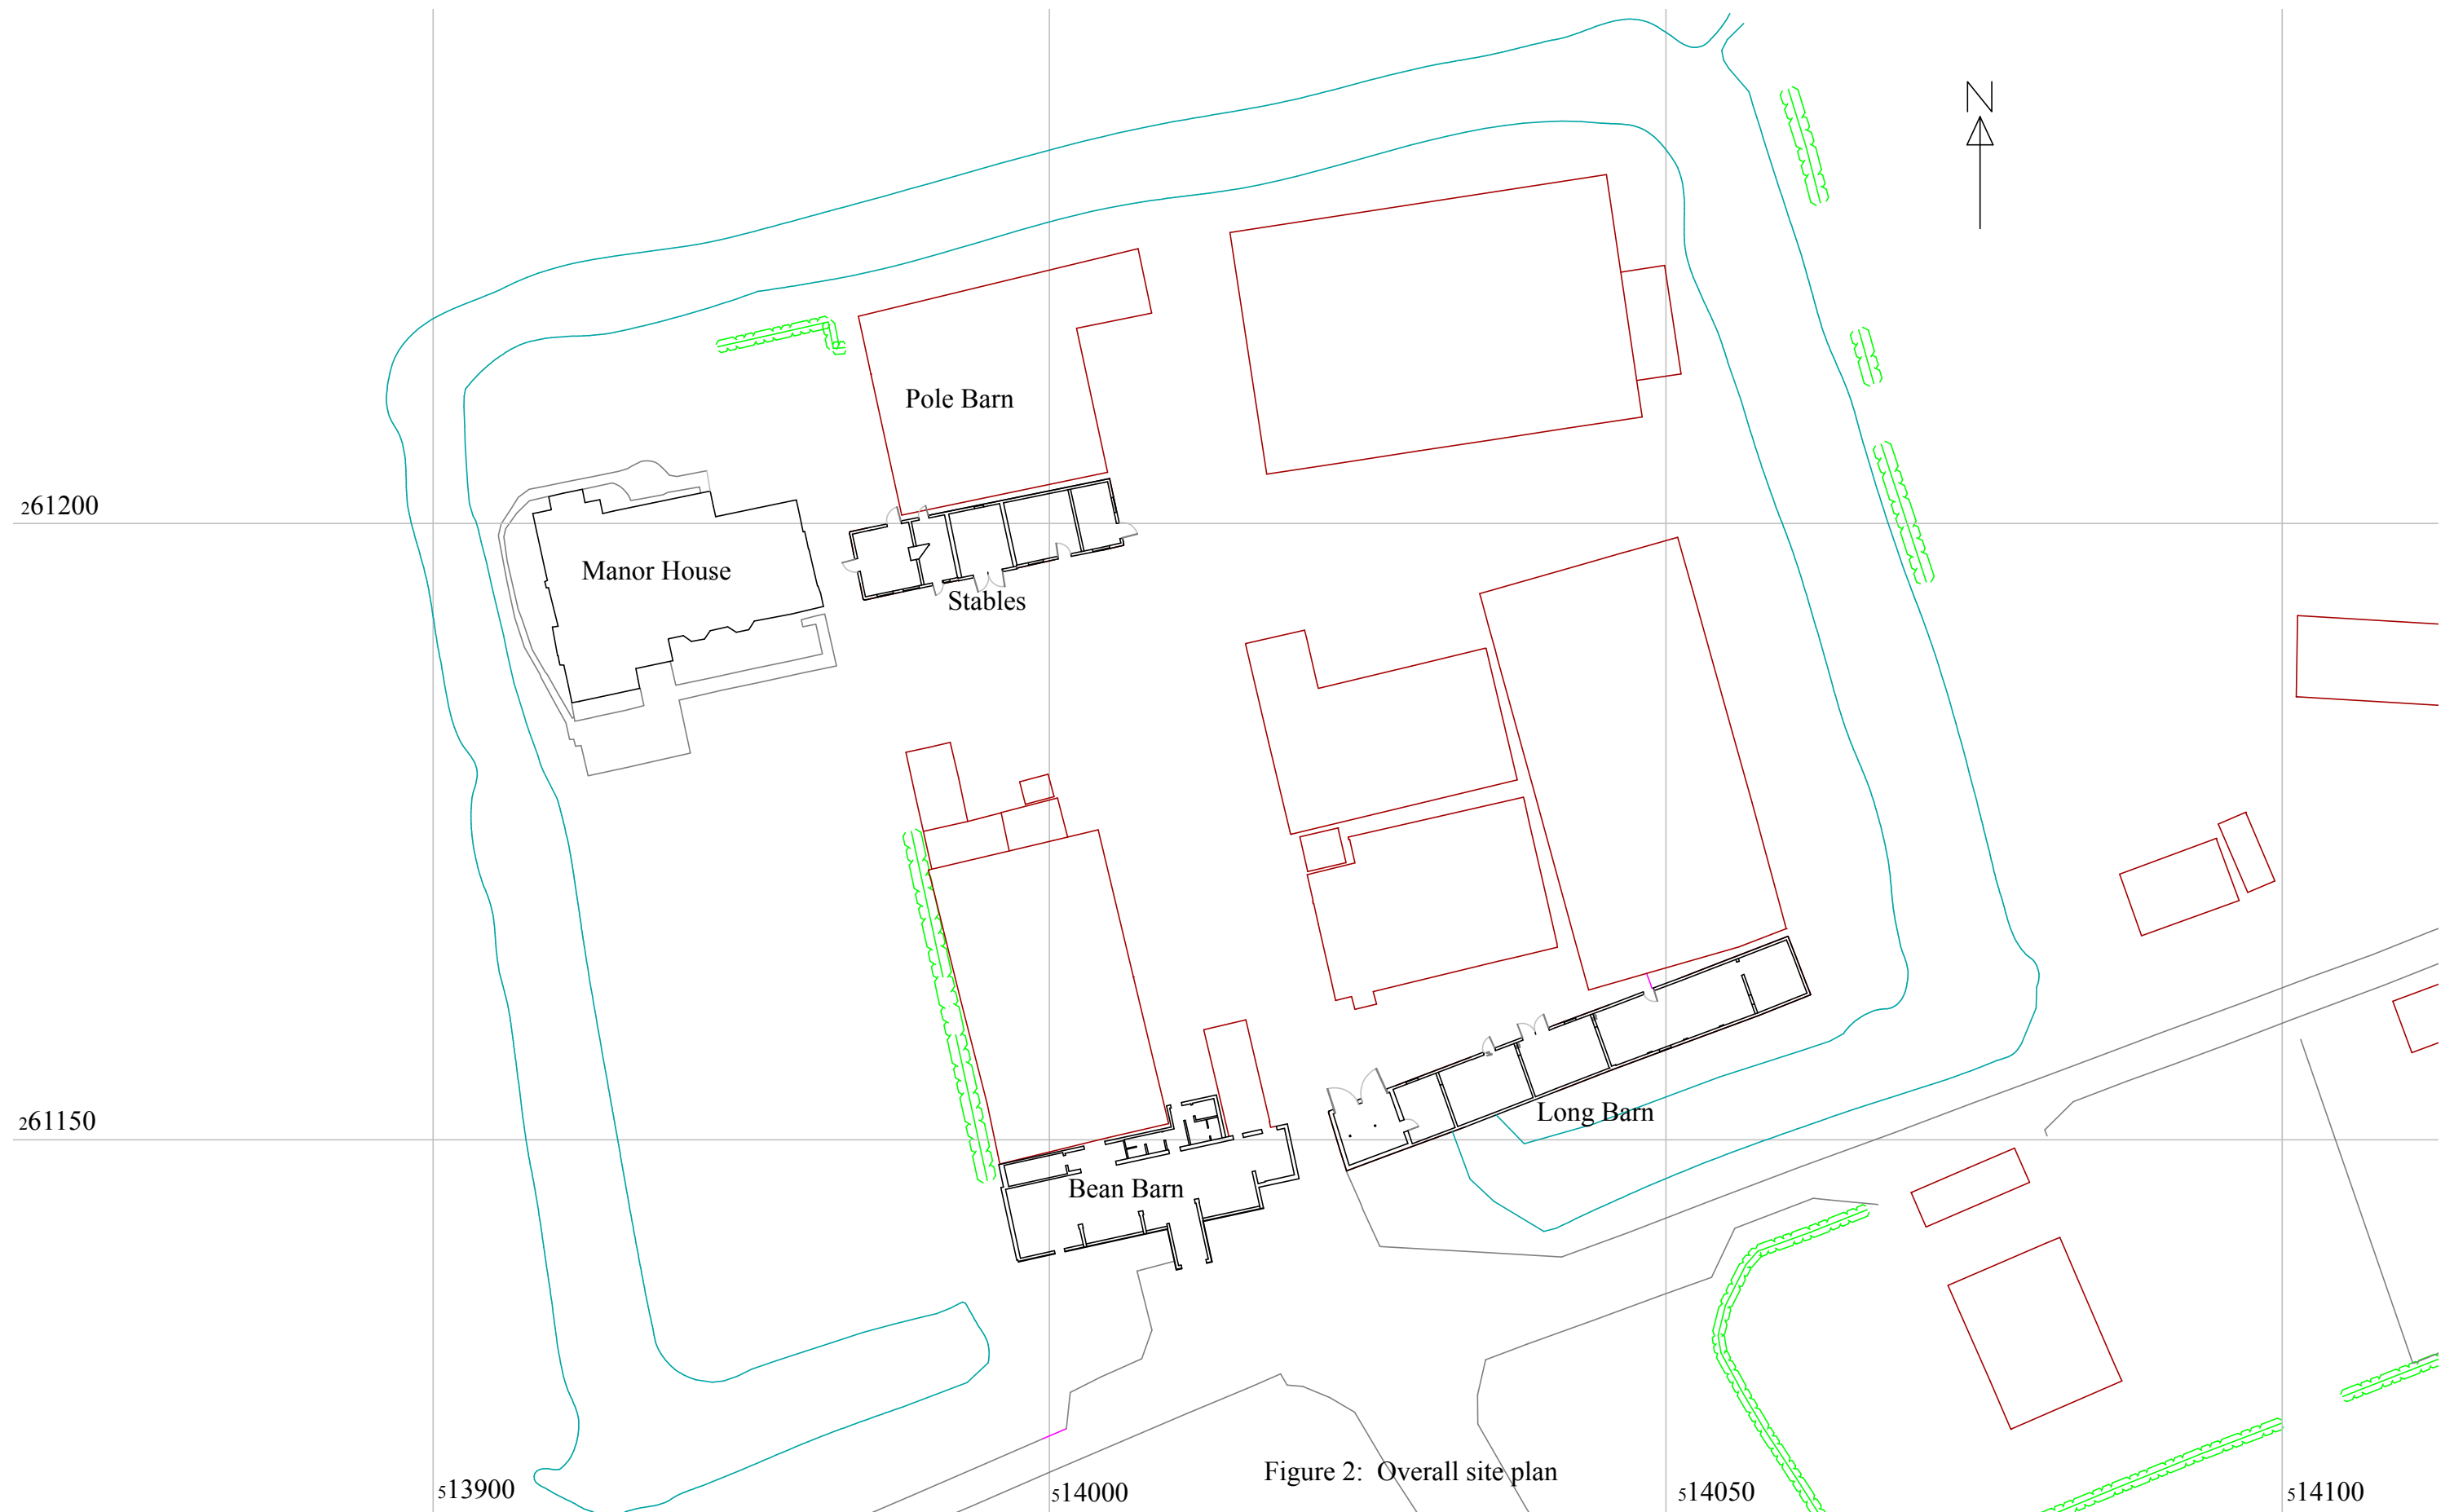 N
Pole Barn
261200
Manor House
Stables
261150
Long Barn
Bean Barn
Figure 2: Overall site plan
513900
514000
514050
514100